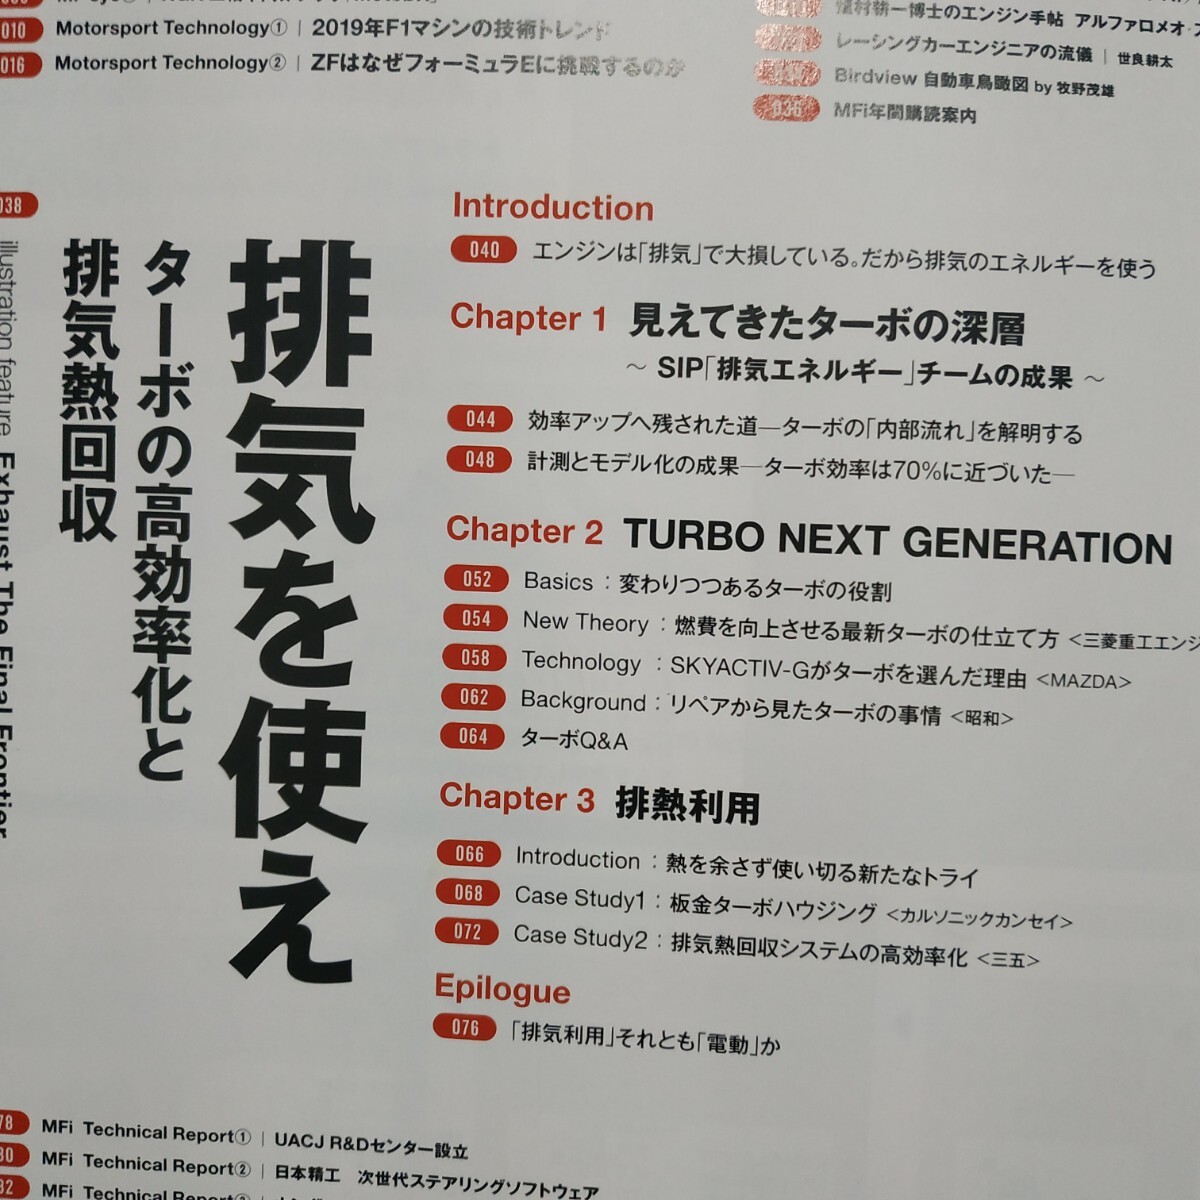 010 Motorsport Technology① | 2019年F1マシンの技術トレンド
016 Motorsport Technology② | ZFはなぜフォーミュラEに挑戦するのか
博士のエンジン手帖 アルファロメオ
レーシングカーエンジニアの流儀 | 世良耕太
Birdview 自動車鳥瞰図 by 牧野茂雄
036 MFi年間購読案内
038
illustration feature Exhaust The Final Frontier
排気を使え
ターボの高効率化と
排気熱回収
Introduction
040 エンジンは「排気」で大損している。だから排気のエネルギーを使う
Chapter 1 見えてきたターボの深層
～ SIP「排気エネルギー」チームの成果 ～
044 効率アップへ残された道―ターボの「内部流れ」を解明する
048 計測とモデル化の成果―ターボ効率は70%に近づいた―
Chapter 2 TURBO NEXT GENERATION
052 Basics : 変わりつつあるターボの役割
054 New Theory : 燃費を向上させる最新ターボの仕立て方 <三菱重工エンジ
058 Technology : SKYACTIV-Gがターボを選んだ理由 <MAZDA>
062 Background : リペアから見たターボの事情 <昭和>
064 ターボQ&A
Chapter 3 排熱利用
066 Introduction : 熱を余さず使い切る新たなトライ
068 Case Study1 : 板金ターボハウジング <カルソニックカンセイ>
072 Case Study2 : 排気熱回収システムの高効率化 <三五>
Epilogue
076 「排気利用」それとも「電動」か
78 MFi Technical Report① | UACJ R&Dセンター設立
80 MFi Technical Report② | 日本精工 次世代ステアリングソフトウェア
82 MFi Technical Report③